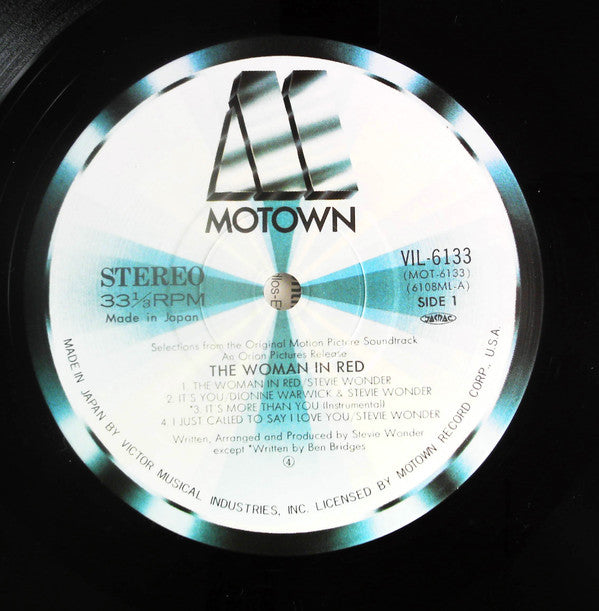 MOTOWN
STEREO
33⅓RPM
Made in Japan
VIL-6133
(MOT-6133)
(6108ML-A)
SIDE 1
JASRAC
Selections from the Original Motion Picture Soundtrack
An Orion Pictures Release
THE WOMAN IN RED
1. THE WOMAN IN RED/STEVIE WONDER
2. IT'S YOU/DIONNE WARWICK & STEVIE WONDER
*3. IT'S MORE THAN YOU (Instrumental)
4. I JUST CALLED TO SAY I LOVE YOU/STEVIE WONDER
Written, Arranged and Produced by Stevie Wonder
except *Written by Ben Bridges
④
MADE IN JAPAN BY VICTOR MUSICAL INDUSTRIES, INC. LICENSED BY MOTOWN RECORD CORP., U.S.A.